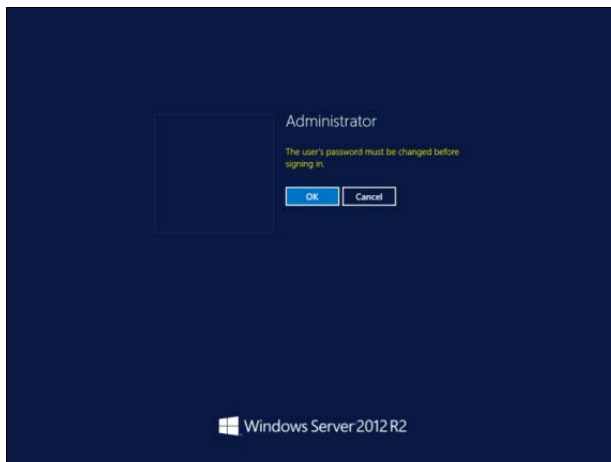 Administrator
The user's password must be changed before
signing in.
OK Cancel
Windows Server 2012 R2